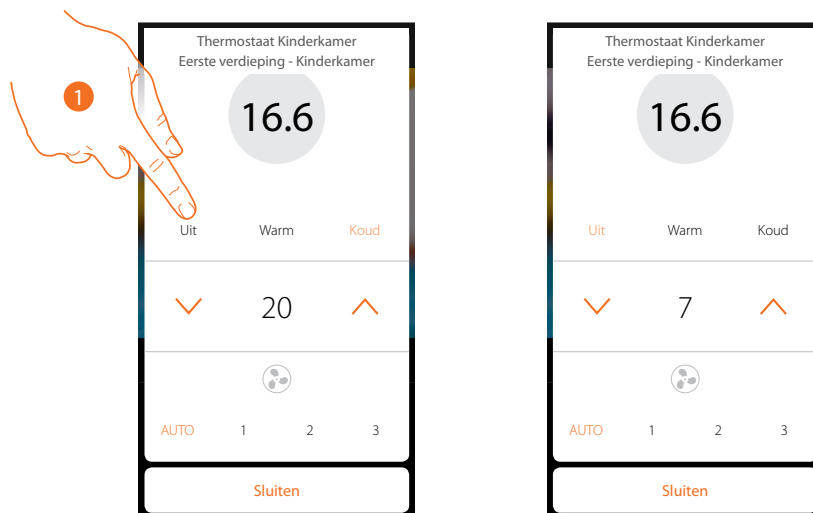 Thermostaat Kinderkamer
Eerste verdieping - Kinderkamer
1
16.6
Uit Warm Koud
20
AUTO 1 2 3
Sluiten
Thermostaat Kinderkamer
Eerste verdieping - Kinderkamer
16.6
Uit Warm Koud
7
AUTO 1 2 3
Sluiten